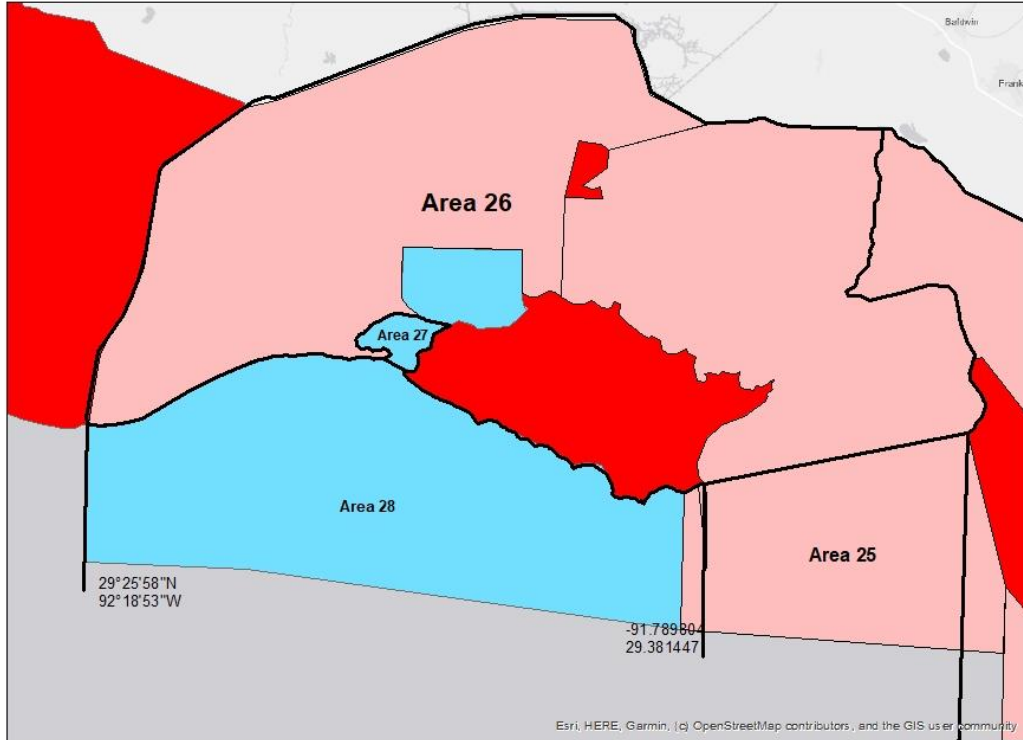 Baldwin
Frank
Area 26
Area 27
Area 28
Area 25
29°25'58"N
92°18'53"W
-91.789804
29.381447
Esri, HERE, Garmin, (c) OpenStreetMap contributors, and the GIS user community